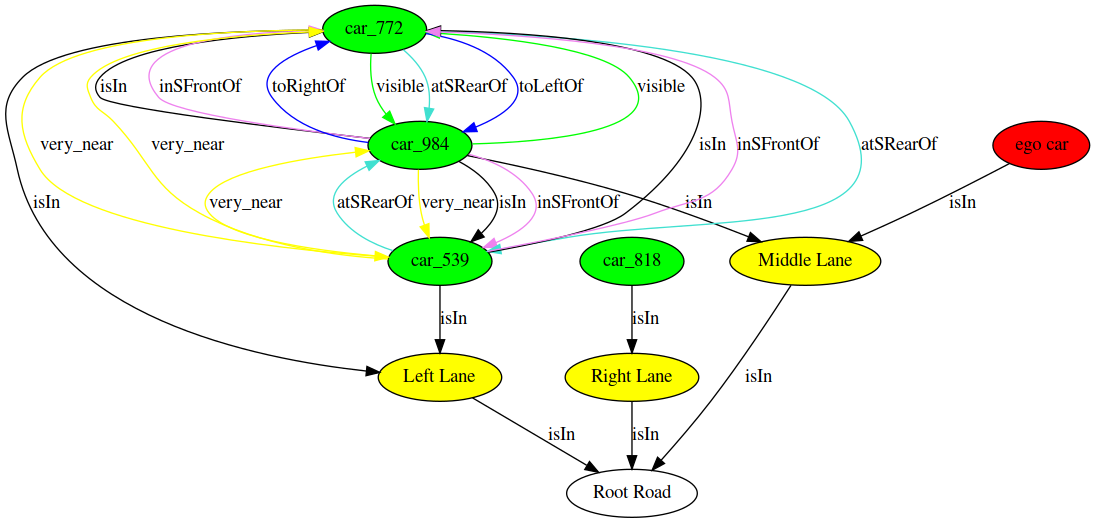 car_772
isIn
inSFrontOf
toRightOf
visible
atSRearOf
toLeftOf
visible
very_near
very_near
car_984
isIn
inSFrontOf
atSRearOf
ego car
isIn
very_near
atSRearOf
very_near
isIn
inSFrontOf
isIn
isIn
car_539
car_818
Middle Lane
isIn
isIn
Left Lane
Right Lane
isIn
isIn
isIn
Root Road